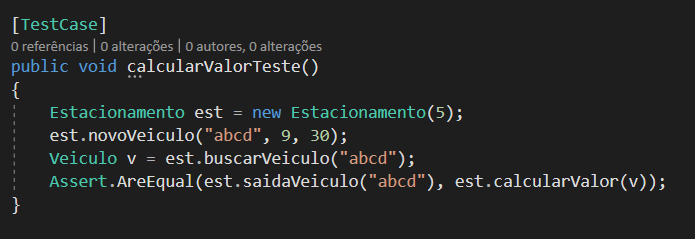 [TestCase]
0 referências | 0 alterações | 0 autores, 0 alterações
public void calcularValorTeste()
{
    Estacionamento est = new Estacionamento(5);
    est.novoVeiculo("abcd", 9, 30);
    Veiculo v = est.buscarVeiculo("abcd");
    Assert.AreEqual(est.saidaVeiculo("abcd"), est.calcularValor(v));
}